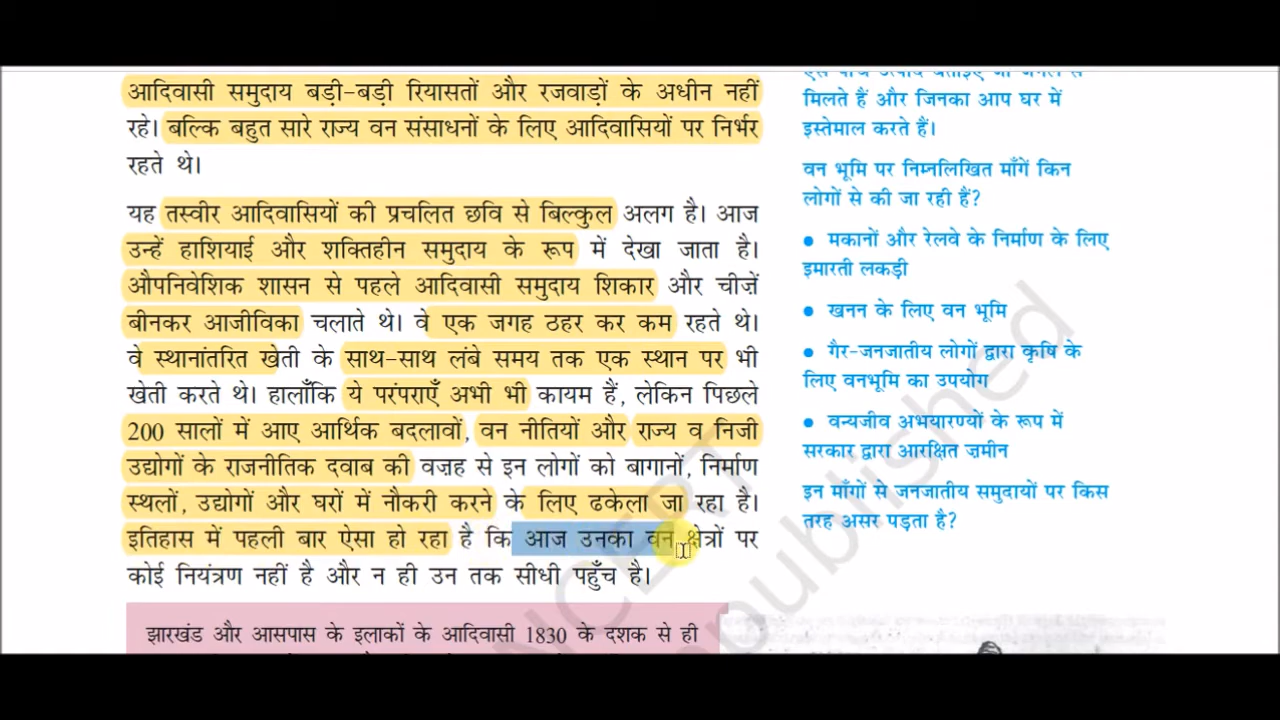 आदिवासी समुदाय बड़ी-बड़ी रियासतों और रजवाड़ों के अधीन नहीं
रहे। बल्कि बहुत सारे राज्य वन संसाधनों के लिए आदिवासियों पर निर्भर
रहते थे।
यह तस्वीर आदिवासियों की प्रचलित छवि से बिल्कुल अलग है। आज
उन्हें हाशियाई और शक्तिहीन समुदाय के रूप में देखा जाता है।
औपनिवेशिक शासन से पहले आदिवासी समुदाय शिकार और चीज़ें
बीनकर आजीविका चलाते थे। वे एक जगह ठहर कर कम रहते थे।
वे स्थानांतरित खेती के साथ-साथ लंबे समय तक एक स्थान पर भी
खेती करते थे। हालाँकि ये परंपराएँ अभी भी कायम हैं, लेकिन पिछले
200 सालों में आए आर्थिक बदलावों, वन नीतियों और राज्य व निजी
उद्योगों के राजनीतिक दवाब की वज़ह से इन लोगों को बागानों, निर्माण
स्थलों, उद्योगों और घरों में नौकरी करने के लिए ढकेला जा रहा है।
इतिहास में पहली बार ऐसा हो रहा है कि आज उनका वन क्षेत्रों पर
कोई नियंत्रण नहीं है और न ही उन तक सीधी पहुँच है।
झारखंड और आसपास के इलाकों के आदिवासी 1830 के दशक से ही
मिलते हैं और जिनका आप घर में
इस्तेमाल करते हैं।
वन भूमि पर निम्नलिखित माँगें किन
लोगों से की जा रही हैं?
• मकानों और रेलवे के निर्माण के लिए
इमारती लकड़ी
• खनन के लिए वन भूमि
• गैर-जनजातीय लोगों द्वारा कृषि के
लिए वनभूमि का उपयोग
• वन्यजीव अभयारण्यों के रूप में
सरकार द्वारा आरक्षित ज़मीन
इन माँगों से जनजातीय समुदायों पर किस
तरह असर पड़ता है?
NCERT
published